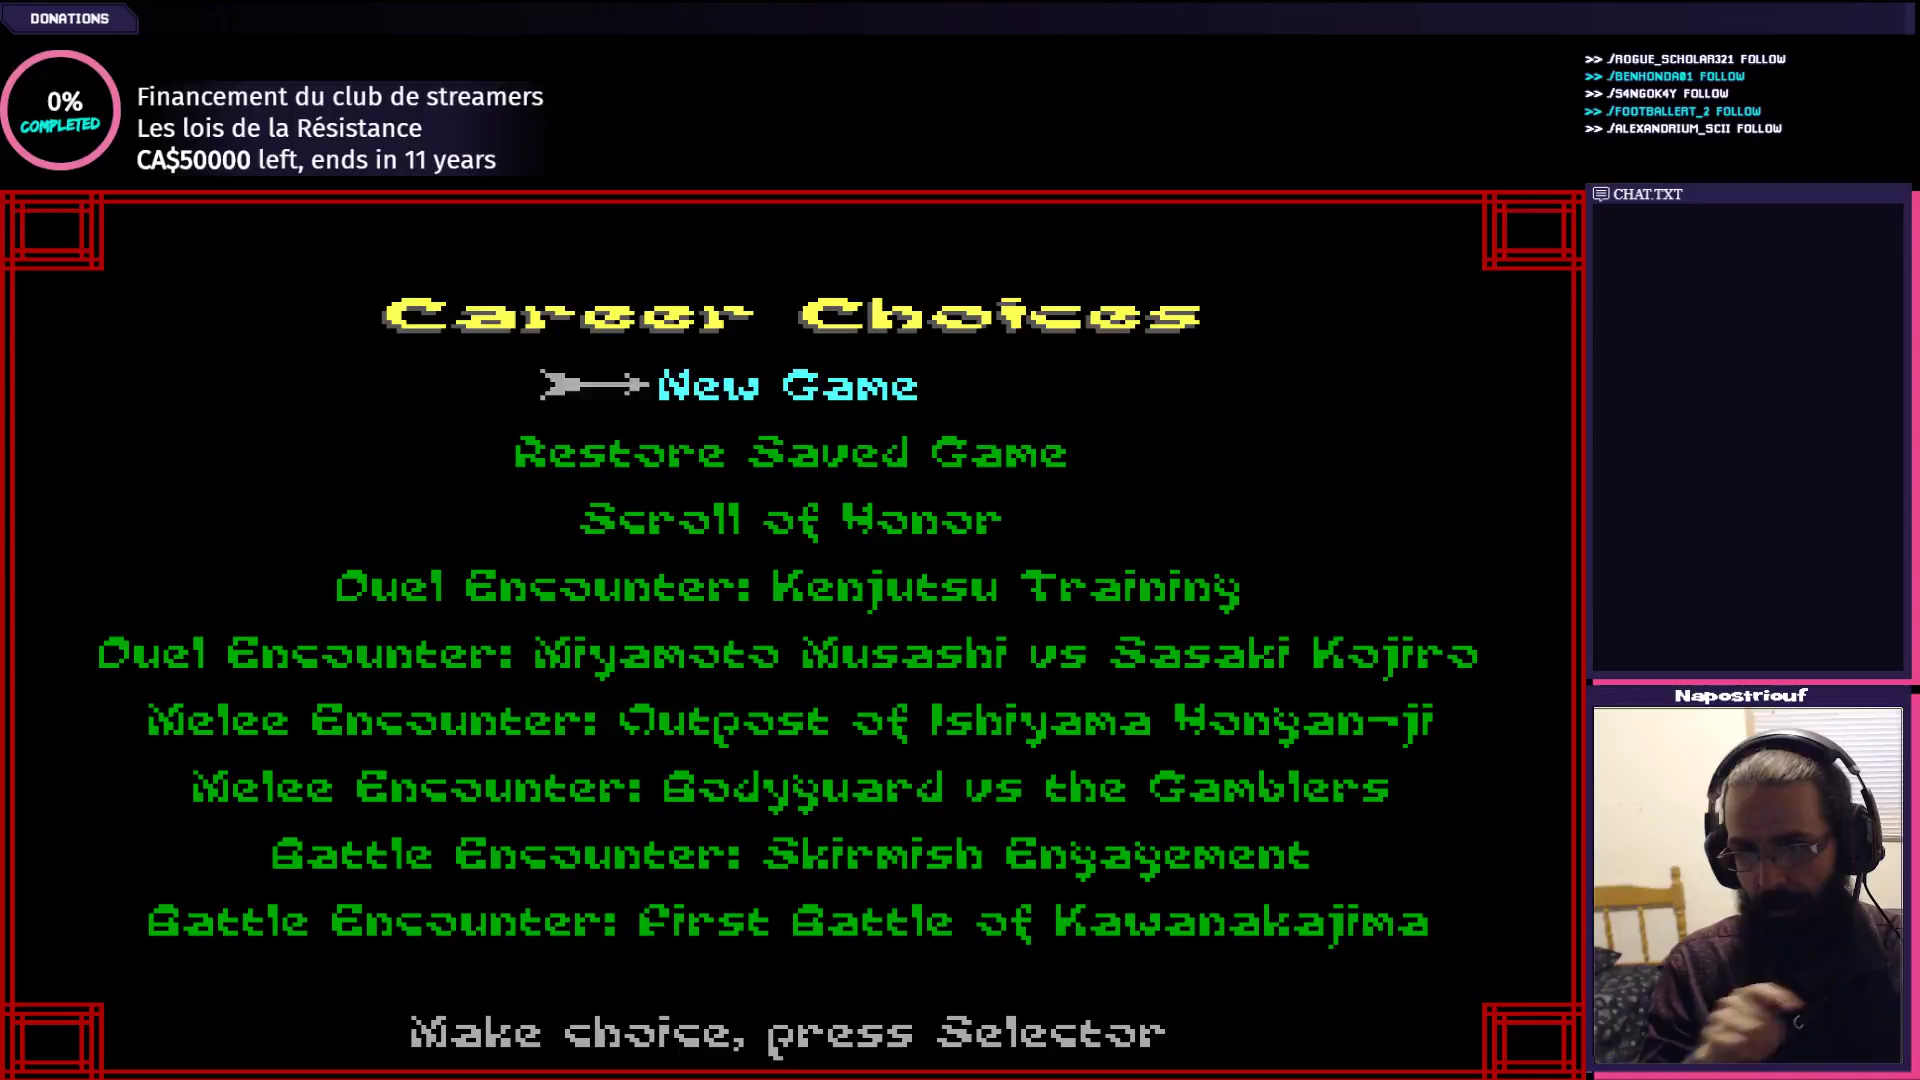 DONATIONS
0%
COMPLETED
Financement du club de streamers
Les lois de la Résistance
CA$50000 left, ends in 11 years
>> ./ROGUE_SCHOLAR321 FOLLOW
>> ./BENHONDA01 FOLLOW
>> ./S4NGOK4Y FOLLOW
>> ./FOOTBALLERT_2 FOLLOW
>> ./ALEXANDRIUM_SCII FOLLOW
Career Choices
New Game
Restore Saved Game
Scroll of Honor
Duel Encounter: Kenjutsu Training
Duel Encounter: Miyamoto Musashi vs Sasaki Kojiro
Melee Encounter: Outpost of Ishiyama Hongan-ji
Melee Encounter: Bodyguard vs the Gamblers
Battle Encounter: Skirmish Engagement
Battle Encounter: First Battle of Kawanakajima
Make choice, press Selector
CHAT.TXT
Napostriouf